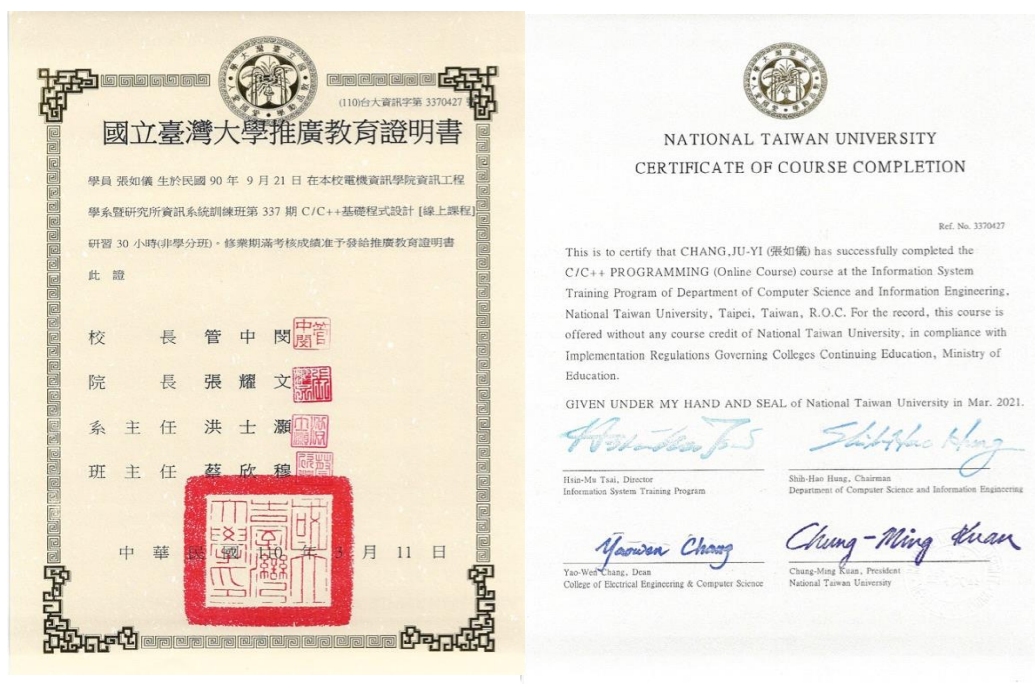 (110)台大資訊字第 3370427
國立臺灣大學推廣教育證明書
學員 張如儀 生於民國 90 年 9 月 21 日 在本校電機資訊學院資訊工程
學系暨研究所資訊系統訓練班第 337 期 C/C++基礎程式設計 [線上課程]
研習 30 小時(非學分班)。修業期滿考核成績准予發給推廣教育證明書
此 證
校 長 管 中 閔
院 長 張 耀 文
系 主 任 洪 士 灝
班 主 任 蔡 欣 穆
中 華 民 國 110 年 3 月 11 日
NATIONAL TAIWAN UNIVERSITY
CERTIFICATE OF COURSE COMPLETION
Ref. No. 3370427
This is to certify that CHANG,JU-YI (張如儀) has successfully completed the
C/C++ PROGRAMMING (Online Course) course at the Information System
Training Program of Department of Computer Science and Information Engineering,
National Taiwan University, Taipei, Taiwan, R.O.C. For the record, this course is
offered without any course credit of National Taiwan University, in compliance with
Implementation Regulations Governing Colleges Continuing Education, Ministry of
Education.
GIVEN UNDER MY HAND AND SEAL of National Taiwan University in Mar. 2021.
Hsin-Mu Tsai, Director
Information System Training Program
Shih-Hao Hung
Shih-Hao Hung, Chairman
Department of Computer Science and Information Engineering
Yaowen Chang
Yao-Wen Chang, Dean
College of Electrical Engineering & Computer Science
Chung-Ming Kuan
Chung-Ming Kuan, President
National Taiwan University